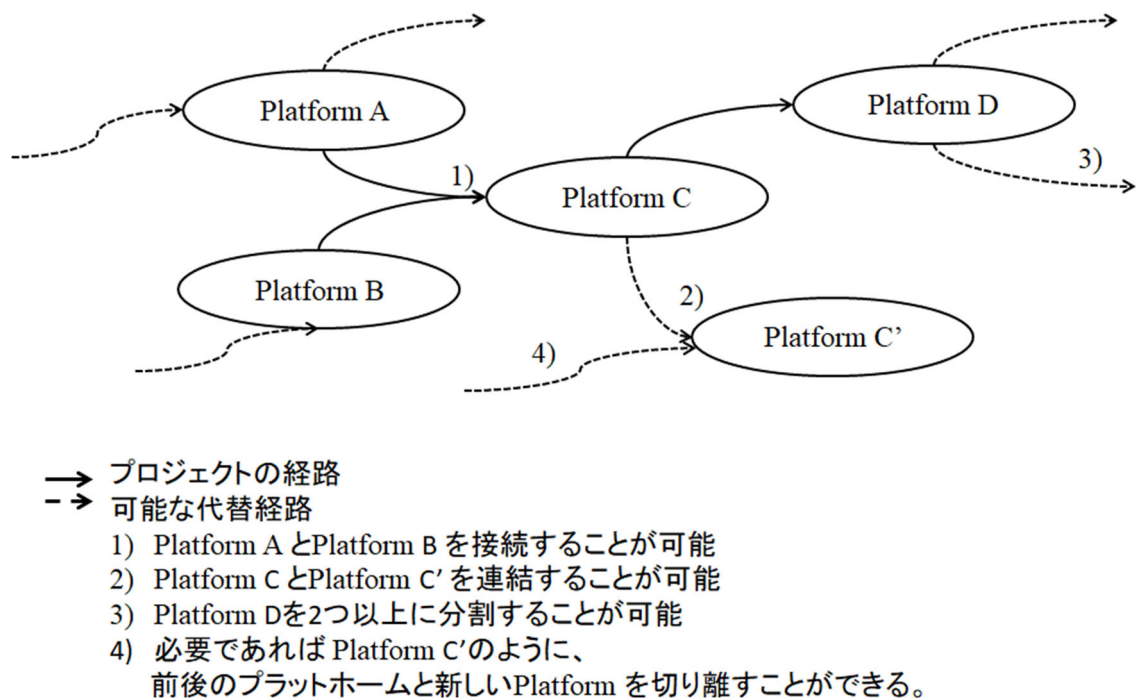 Platform A
Platform D
3)
1)
Platform C
Platform B
2)
Platform C’
4)
プロジェクトの経路
可能な代替経路
1) Platform A とPlatform B を接続することが可能
2) Platform C とPlatform C’ を連結することが可能
3) Platform Dを2つ以上に分割することが可能
4) 必要であれば Platform C’のように、
前後のプラットホームと新しいPlatform を切り離すことができる。